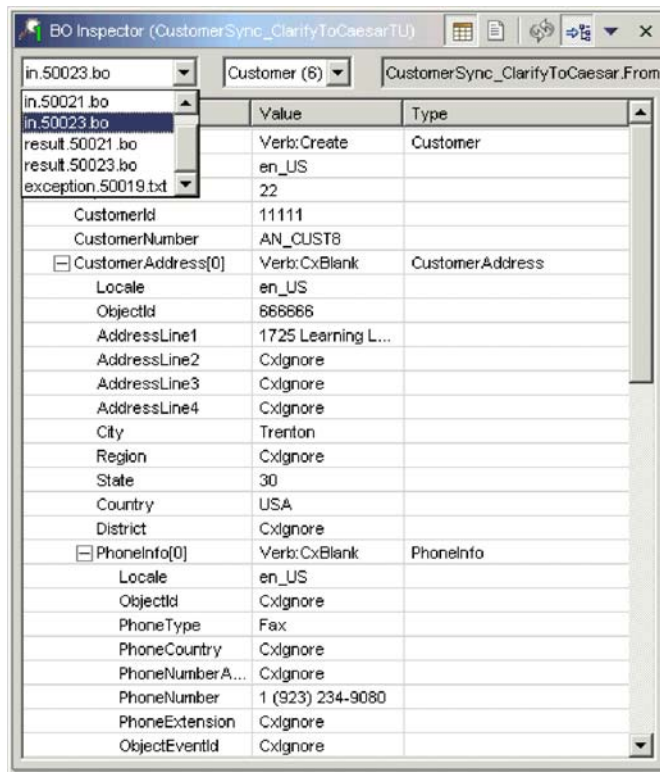 BO Inspector (CustomerSync_ClarifyToCaesarTU)
in.50023.bo Customer (6) CustomerSync_ClarifyToCaesar.From
in.50021.bo
in.50023.bo
result.50021.bo
result.50023.bo
exception.50019.txt
Value Type
Verb:Create Customer
en_US
22
CustomerId 11111
CustomerNumber AN_CUST8
CustomerAddress[0] Verb:CxBlank CustomerAddress
Locale en_US
ObjectId 666666
AddressLine1 1725 Learning L...
AddressLine2 CxIgnore
AddressLine3 CxIgnore
AddressLine4 CxIgnore
City Trenton
Region CxIgnore
State 30
Country USA
District CxIgnore
PhoneInfo[0] Verb:CxBlank PhoneInfo
Locale en_US
ObjectId CxIgnore
PhoneType Fax
PhoneCountry CxIgnore
PhoneNumberA... CxIgnore
PhoneNumber 1 (923) 234-9080
PhoneExtension CxIgnore
ObjectEventId CxIgnore